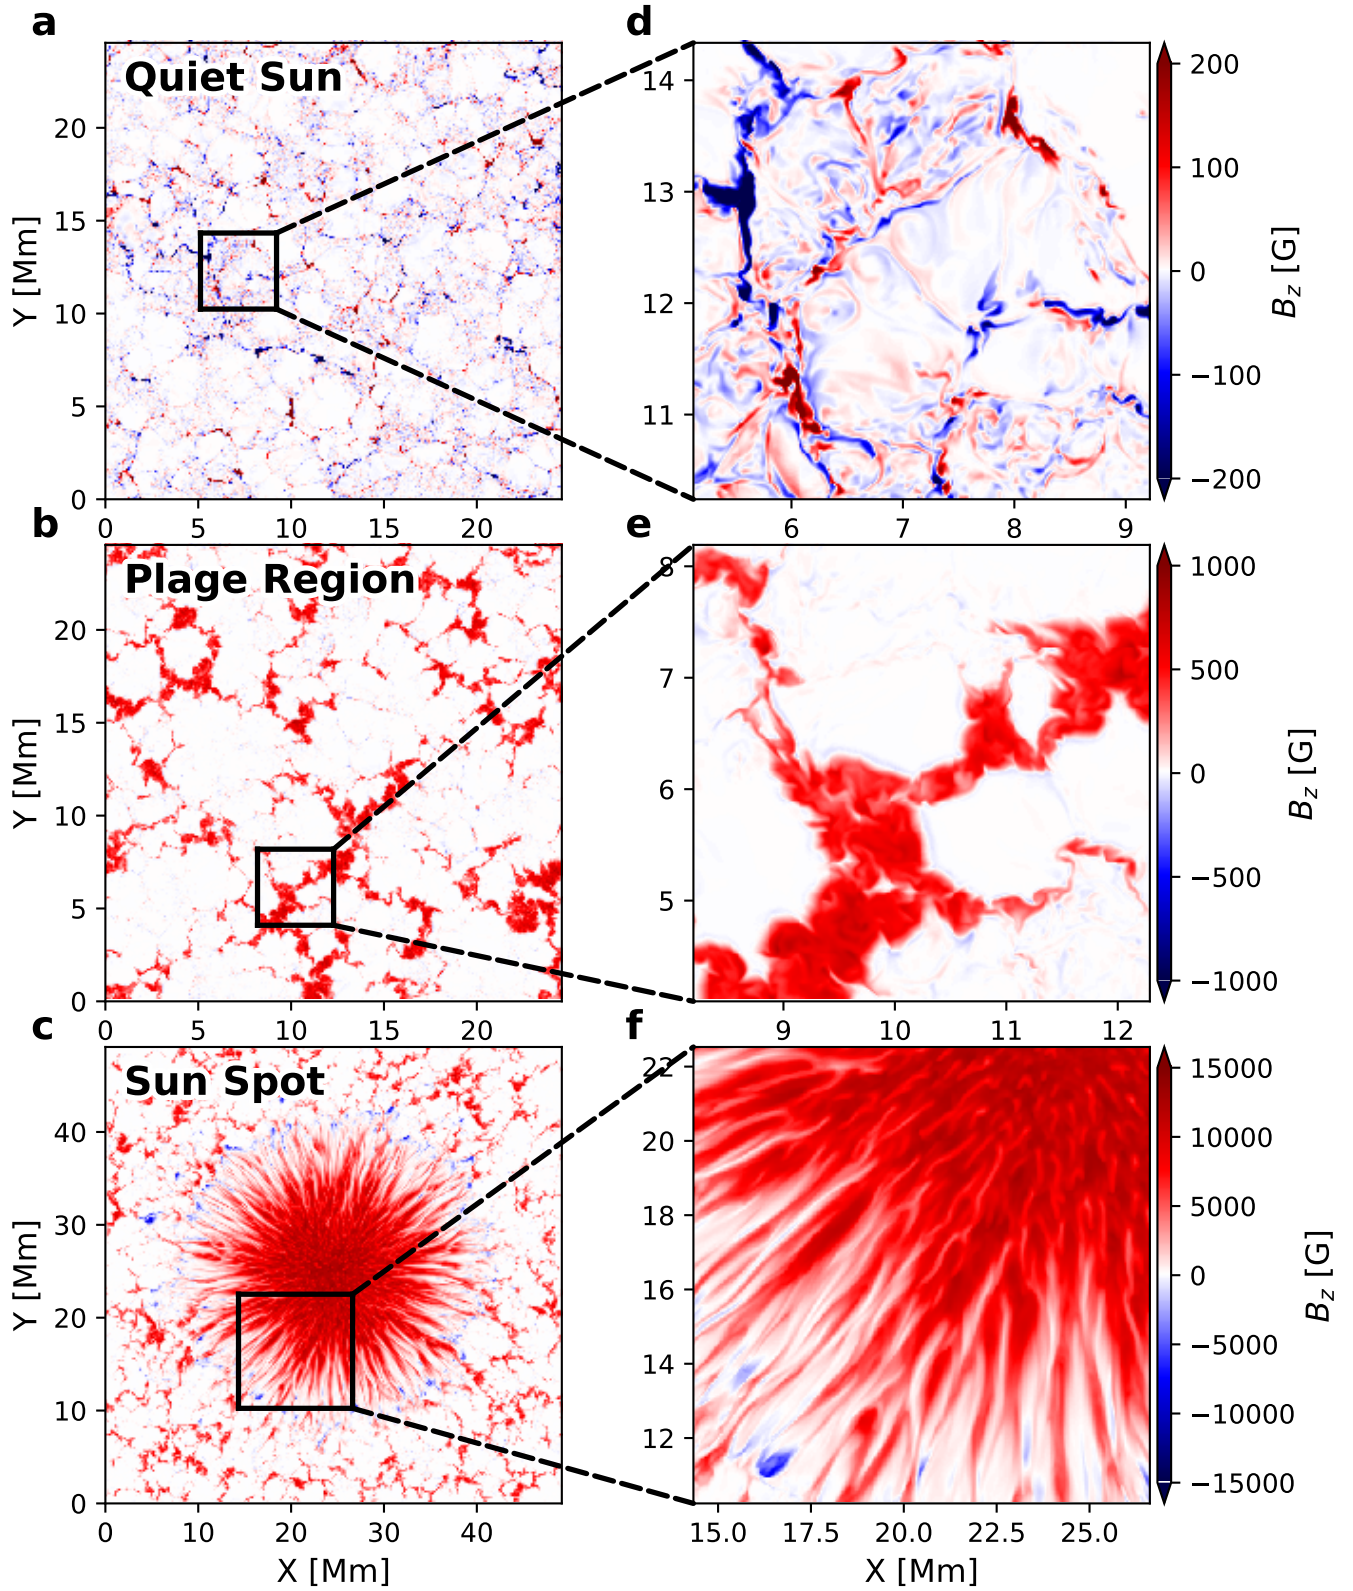 a
Quiet Sun
Y [Mm]
20
15
10
5
0
0 5 10 15 20
d
14
13
12
11
6 7 8 9
200
100
0
−100
−200
B_z [G]
b
Plage Region
Y [Mm]
20
15
10
5
0
0 5 10 15 20
e
8
7
6
5
9 10 11 12
1000
500
0
−500
−1000
B_z [G]
c
Sun Spot
Y [Mm]
40
30
20
10
0
0 10 20 30 40
X [Mm]
f
22
20
18
16
14
12
15.0 17.5 20.0 22.5 25.0
X [Mm]
15000
10000
5000
0
−5000
−10000
−15000
B_z [G]